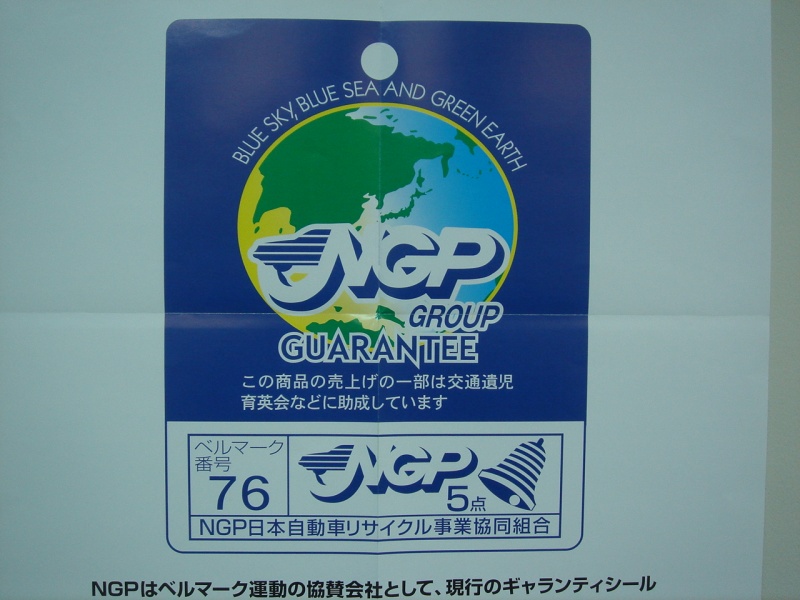 BLUE SKY, BLUE SEA AND GREEN EARTH
NGP
GROUP
GUARANTEE
この商品の売上げの一部は交通遺児
育英会などに助成しています
ベルマーク
番号
76
NGP
5点
NGP日本自動車リサイクル事業協同組合
NGPはベルマーク運動の協賛会社として、現行のギャランティシール